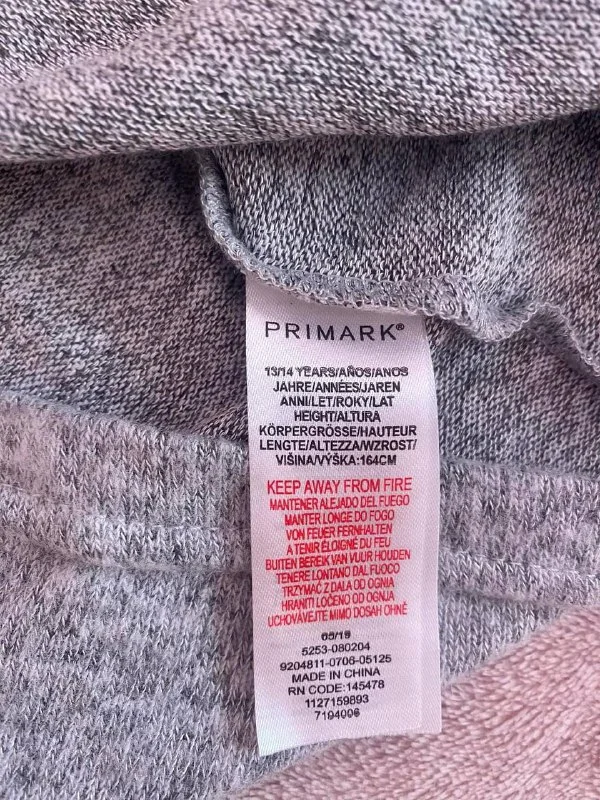 PRIMARK®
13/14 YEARS/AÑOS/ANOS
JAHRE/ANNÉES/JAREN
ANNI/LET/ROKY/LAT
HEIGHT/ALTURA
KÖRPERGRÖSSE/HAUTEUR
LENGTE/ALTEZZA/WZROST/
VIŠINA/VÝŠKA:164CM
KEEP AWAY FROM FIRE
MANTENER ALEJADO DEL FUEGO
MANTER LONGE DO FOGO
VON FEUER FERNHALTEN
A TENIR ÉLOIGNÉ DU FEU
BUITEN BEREIK VAN VUUR HOUDEN
TENERE LONTANO DAL FUOCO
TRZYMAĆ Z DALA OD OGNIA
HRANITI LOČENO OD OGNJA
UCHOVÁVEJTE MIMO DOSAH OHNĚ
09/19
5253-080204
9204811-0706-05125
MADE IN CHINA
RN CODE:145478
1127159893
7194006